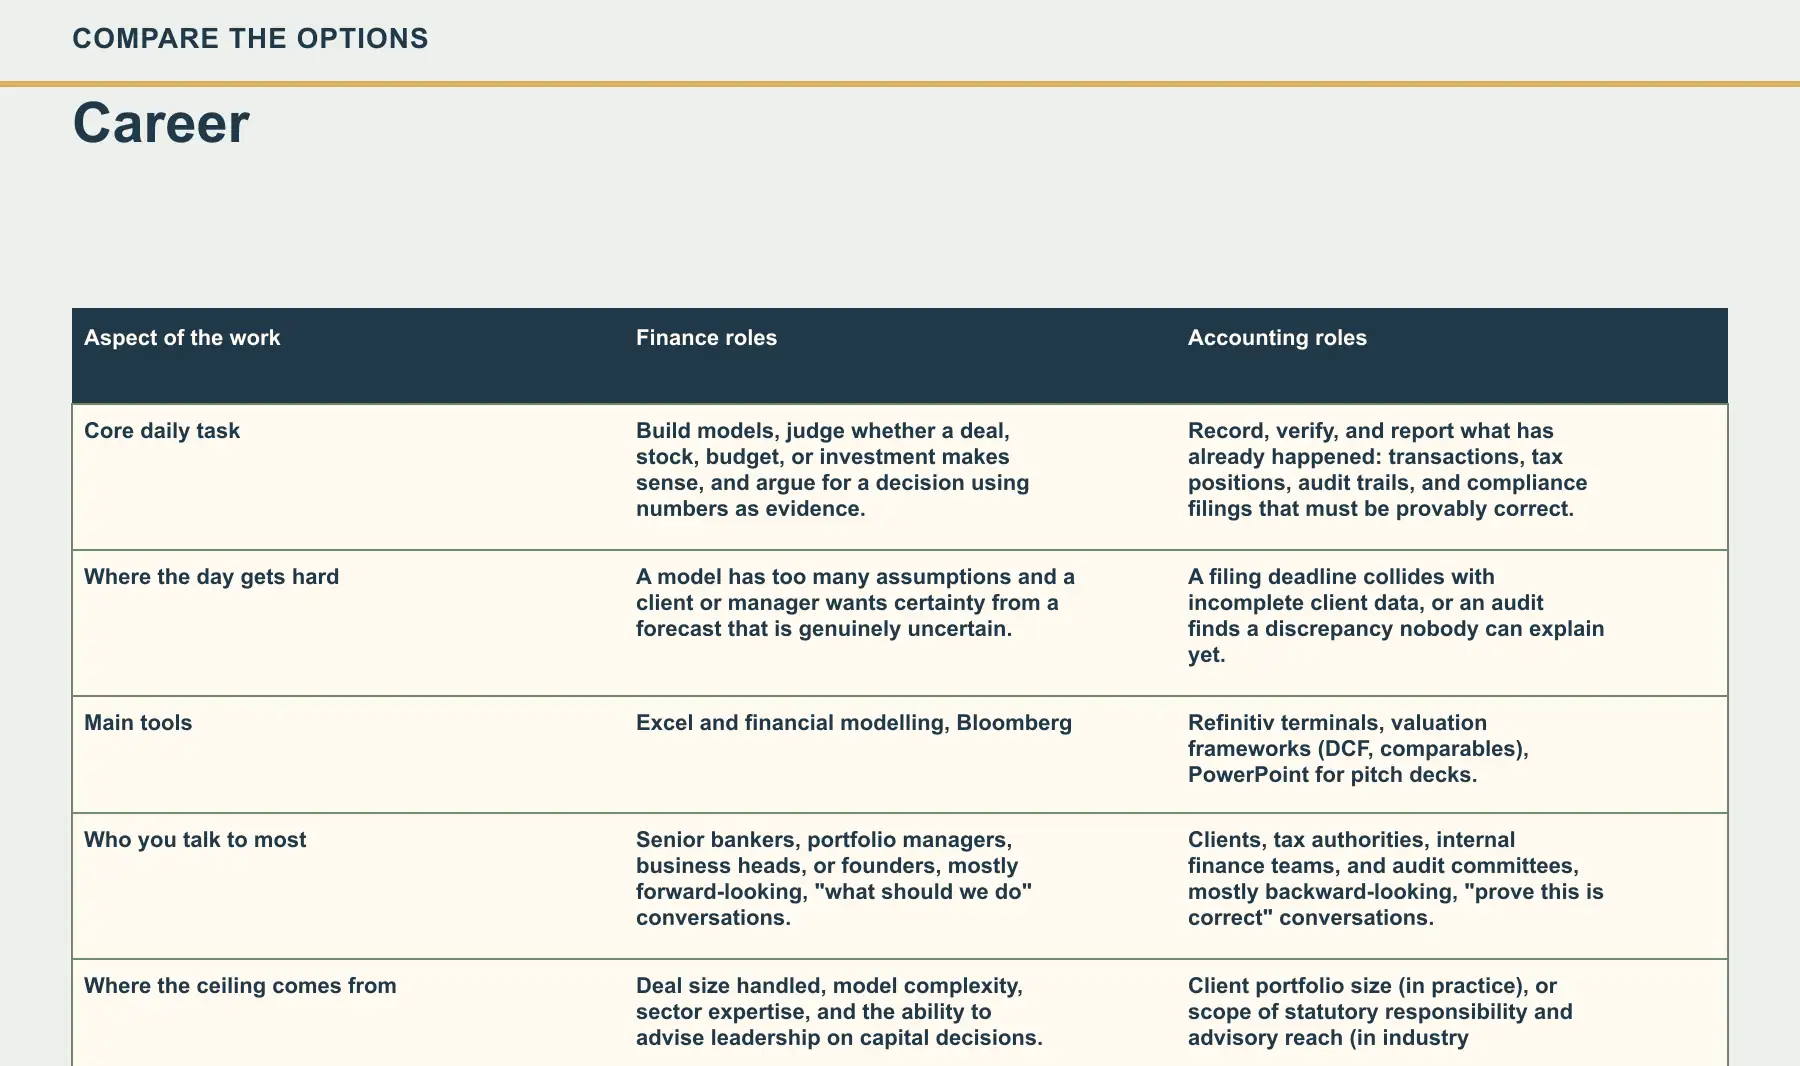 COMPARE THE OPTIONS
Career
Aspect of the work
Finance roles
Accounting roles
Core daily task
Build models, judge whether a deal,
stock, budget, or investment makes
sense, and argue for a decision using
numbers as evidence.
Record, verify, and report what has
already happened: transactions, tax
positions, audit trails, and compliance
filings that must be provably correct.
Where the day gets hard
A model has too many assumptions and a
client or manager wants certainty from a
forecast that is genuinely uncertain.
A filing deadline collides with
incomplete client data, or an audit
finds a discrepancy nobody can explain
yet.
Main tools
Excel and financial modelling, Bloomberg
Refinitiv terminals, valuation
frameworks (DCF, comparables),
PowerPoint for pitch decks.
Who you talk to most
Senior bankers, portfolio managers,
business heads, or founders, mostly
forward-looking, "what should we do"
conversations.
Clients, tax authorities, internal
finance teams, and audit committees,
mostly backward-looking, "prove this is
correct" conversations.
Where the ceiling comes from
Deal size handled, model complexity,
sector expertise, and the ability to
advise leadership on capital decisions.
Client portfolio size (in practice), or
scope of statutory responsibility and
advisory reach (in industry